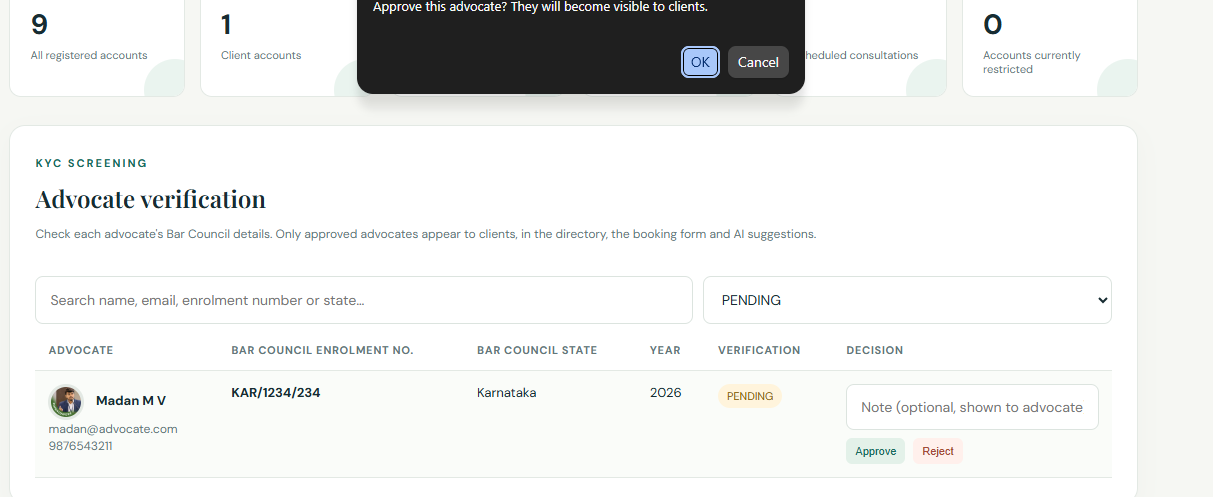 Approve this advocate? They will become visible to clients.
OK Cancel
9
All registered accounts
1
Client accounts
heduled consultations
0
Accounts currently
restricted
KYC SCREENING
Advocate verification
Check each advocate's Bar Council details. Only approved advocates appear to clients, in the directory, the booking form and AI suggestions.
Search name, email, enrolment number or state...
PENDING
ADVOCATE BAR COUNCIL ENROLMENT NO. BAR COUNCIL STATE YEAR VERIFICATION DECISION
Madan M V KAR/1234/234 Karnataka 2026 PENDING Note (optional, shown to advocate
madan@advocate.com
9876543211
Approve Reject